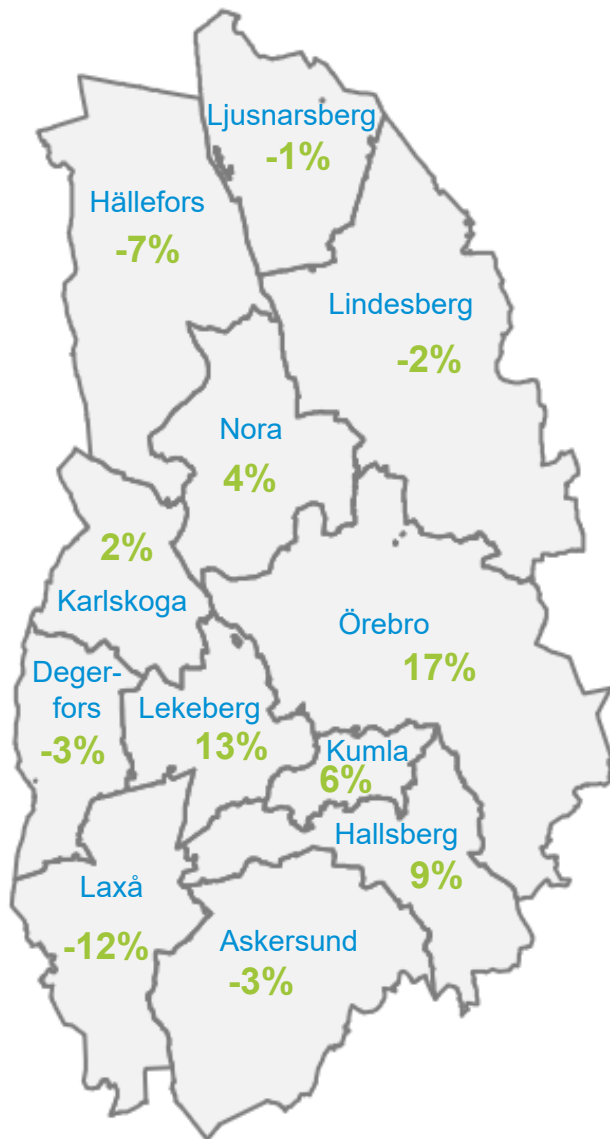 Ljusnarsberg
-1%
Hällefors
-7%
Lindesberg
-2%
Nora
4%
2%
Karlskoga
Örebro
17%
Deger-
fors
-3%
Lekeberg
13%
Kumla
6%
Hallsberg
9%
Laxå
-12%
Askersund
-3%